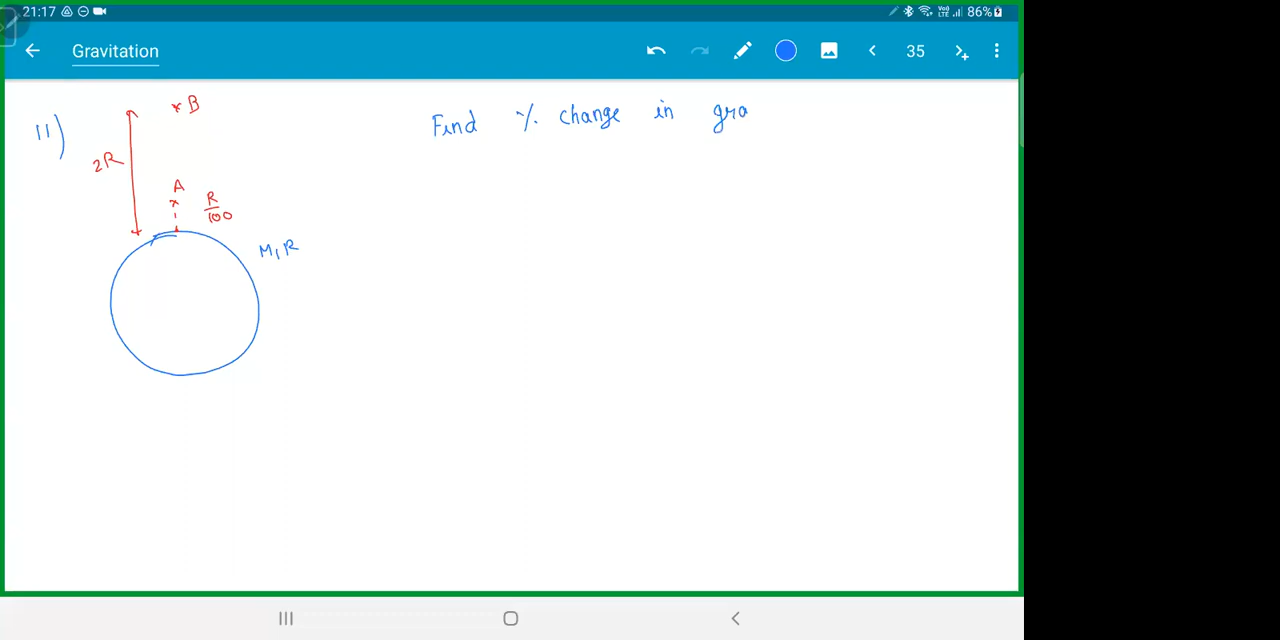 21:17 86%
Gravitation 35
11)
B
2R
A
R/100
M, R
Find % change in gra